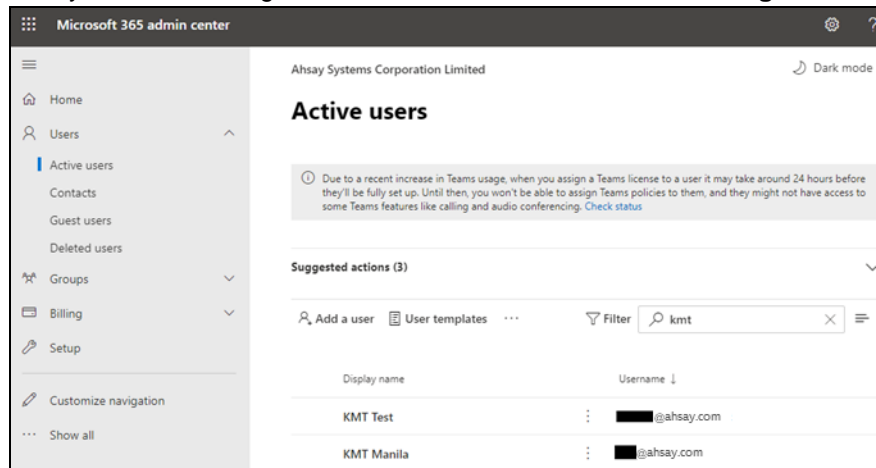 Microsoft 365 admin center
?
Ahsay Systems Corporation Limited
Dark mode
Home
Active users
Users
Active users
Due to a recent increase in Teams usage, when you assign a Teams license to a user it may take around 24 hours before
they'll be fully set up. Until then, you won't be able to assign Teams policies to them, and they might not have access to
some Teams features like calling and audio conferencing. Check status
Contacts
Guest users
Deleted users
Suggested actions (3)
Groups
Billing
Add a user User templates ... Filter kmt
Setup
Display name Username ↓
Customize navigation
KMT Test @ahsay.com
... Show all
KMT Manila @ahsay.com